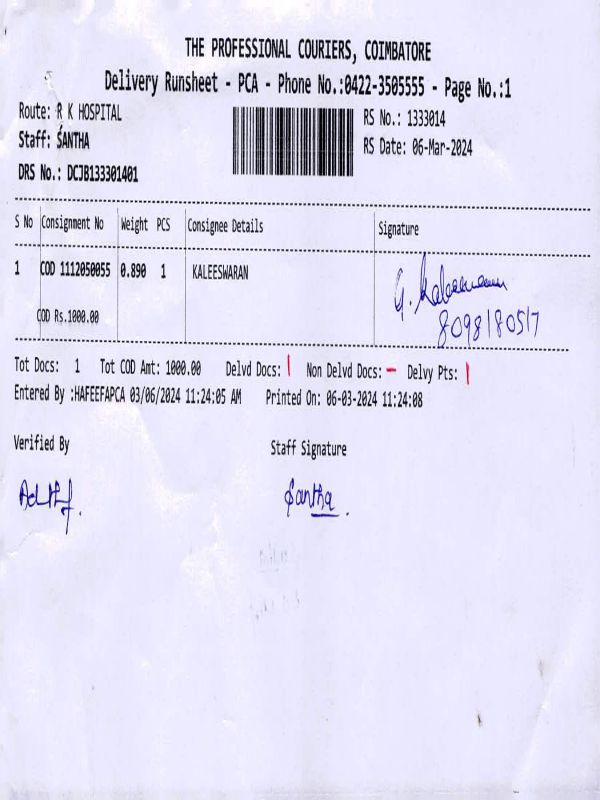 THE PROFESSIONAL COURIERS, COIMBATORE
Delivery Runsheet - PCA - Phone No.:0422-3505555 - Page No.:1
Route: R K HOSPITAL
RS No.: 1333014
Staff: SANTHA
RS Date: 06-Mar-2024
DRS No.: DCJB133301401
S No Consignment No Weight PCS Consignee Details Signature
1 COD 1112050055 0.890 1 KALEESWARAN
G. Kaleeswaran
COD Rs.1000.00
8098180517
Tot Docs: 1 Tot COD Amt: 1000.00 Delvd Docs: | Non Delvd Docs: - Delvy Pts: |
Entered By :HAFEEFAPCA 03/06/2024 11:24:05 AM Printed On: 06-03-2024 11:24:08
Verified By Staff Signature
Santha.